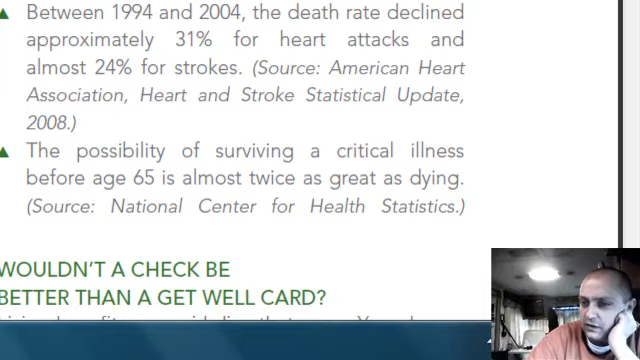 Between 1994 and 2004, the death rate declined
approximately 31% for heart attacks and
almost 24% for strokes. (Source: American Heart
Association, Heart and Stroke Statistical Update,
2008.)
The possibility of surviving a critical illness
before age 65 is almost twice as great as dying.
(Source: National Center for Health Statistics.)
WOULDN'T A CHECK BE
BETTER THAN A GET WELL CARD?